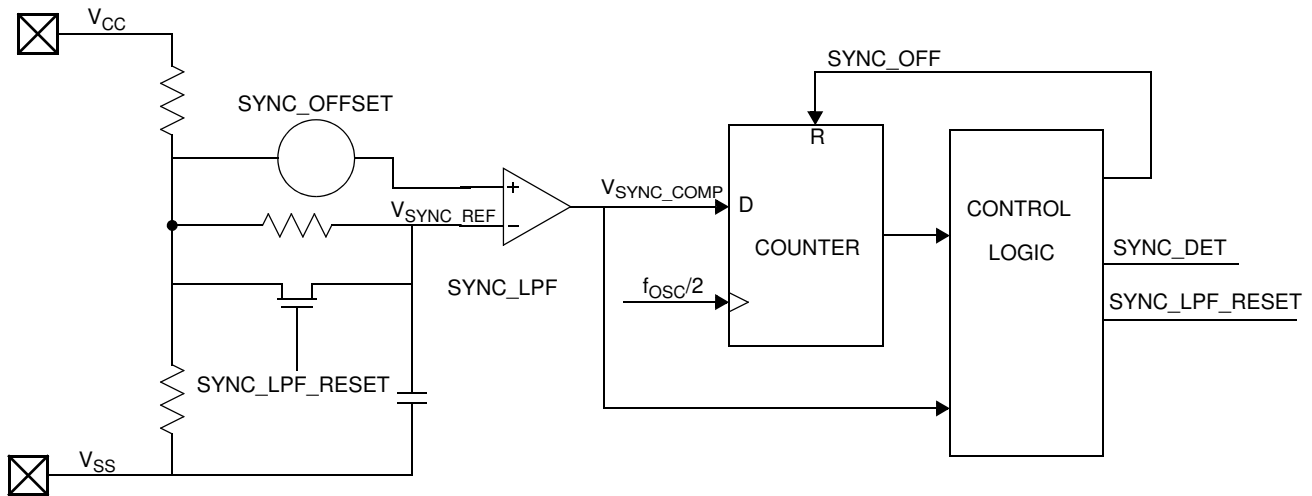 V_CC
SYNC_OFF
SYNC_OFFSET
R
+
V_SYNC_COMP
D
V_SYNC_REF
−
CONTROL
LOGIC
COUNTER
SYNC_DET
SYNC_LPF
f_OSC/2
SYNC_LPF_RESET
SYNC_LPF_RESET
V_SS